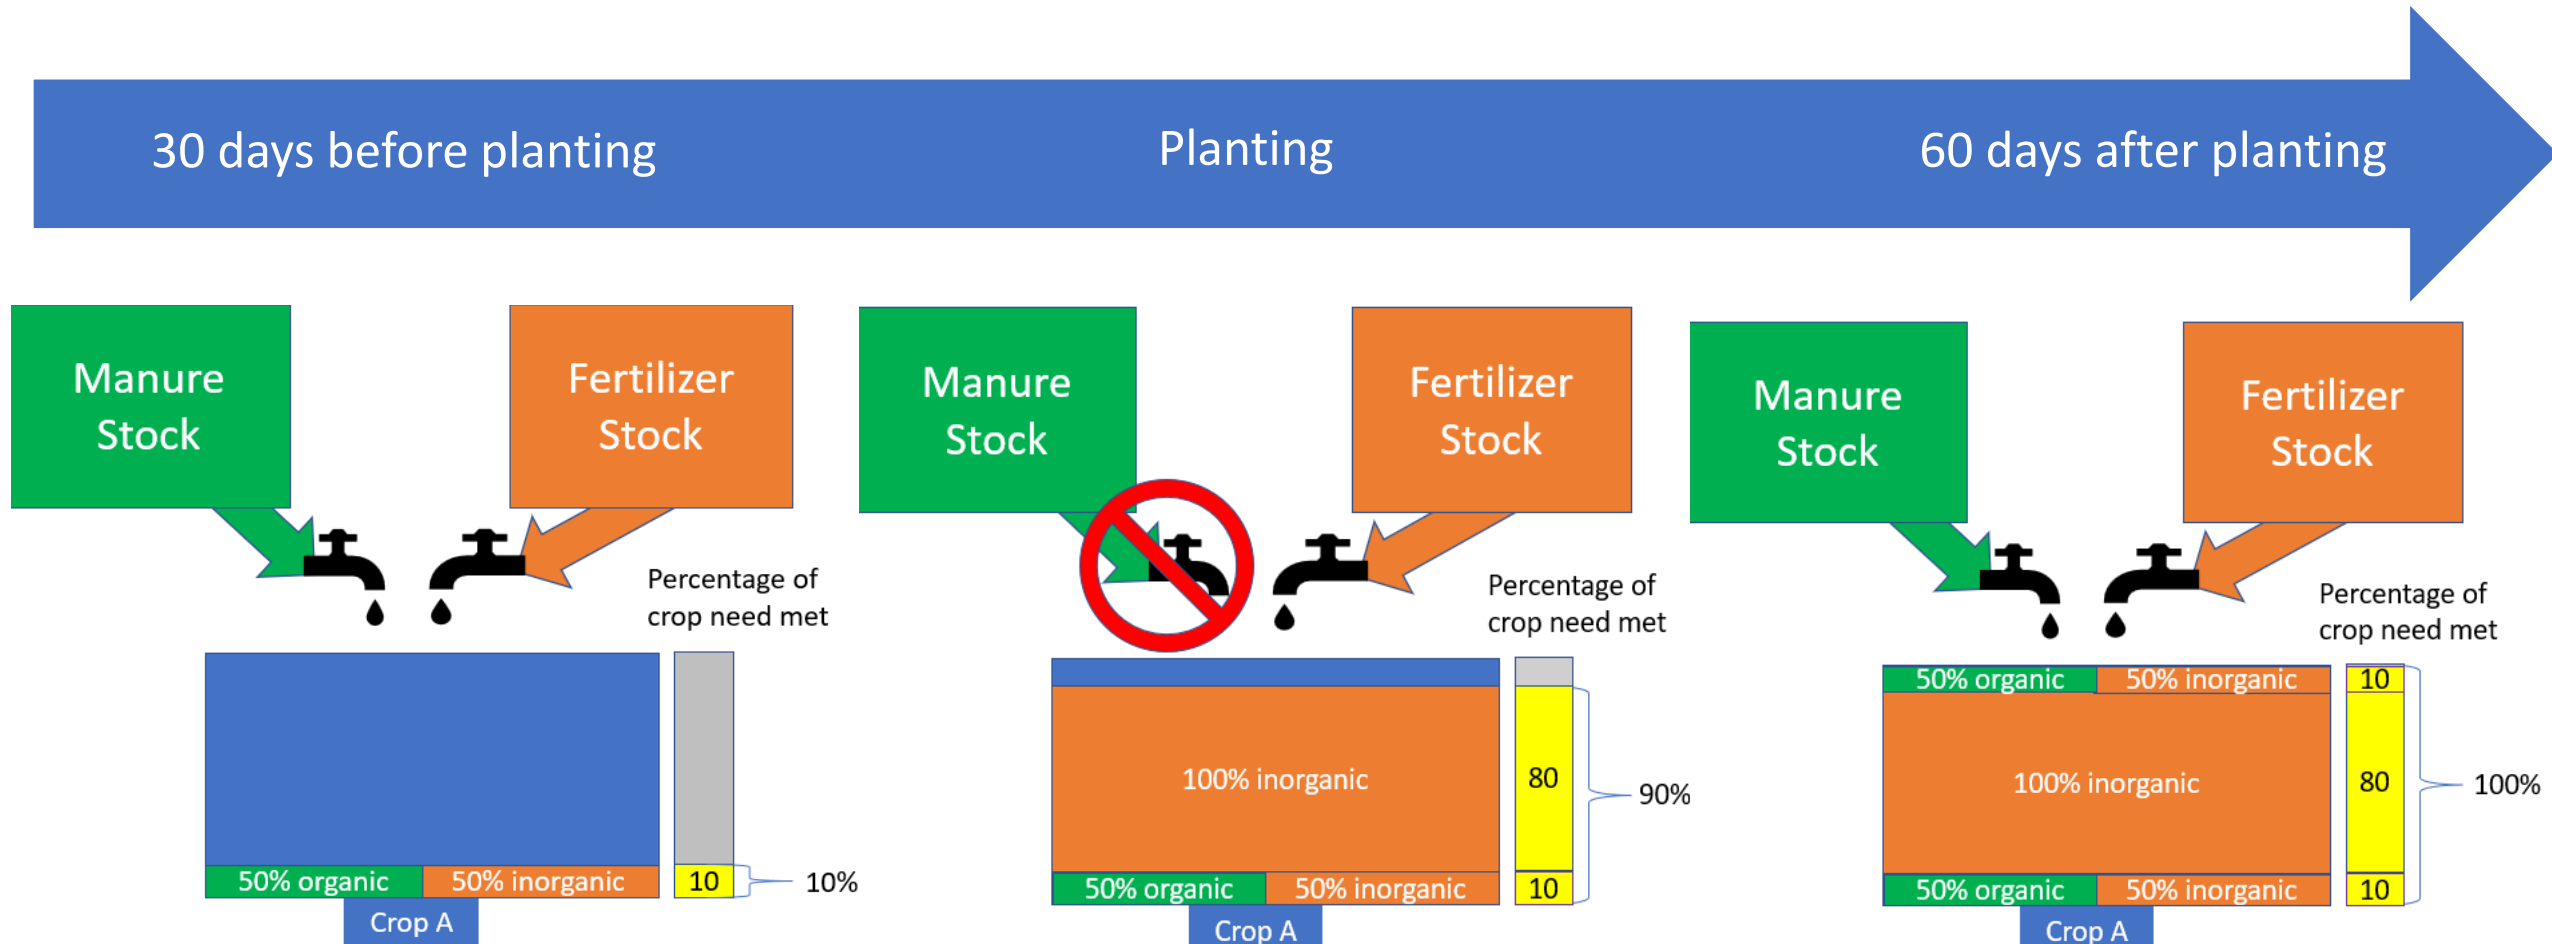 30 days before planting
Planting
60 days after planting
Manure
Stock
Fertilizer
Stock
Percentage of
crop need met
50% organic
50% inorganic
10
10%
Crop A
Manure
Stock
Fertilizer
Stock
Percentage of
crop need met
100% inorganic
80
90%
50% organic
50% inorganic
10
Crop A
Manure
Stock
Fertilizer
Stock
Percentage of
crop need met
50% organic
50% inorganic
10
100% inorganic
80
100%
50% organic
50% inorganic
10
Crop A